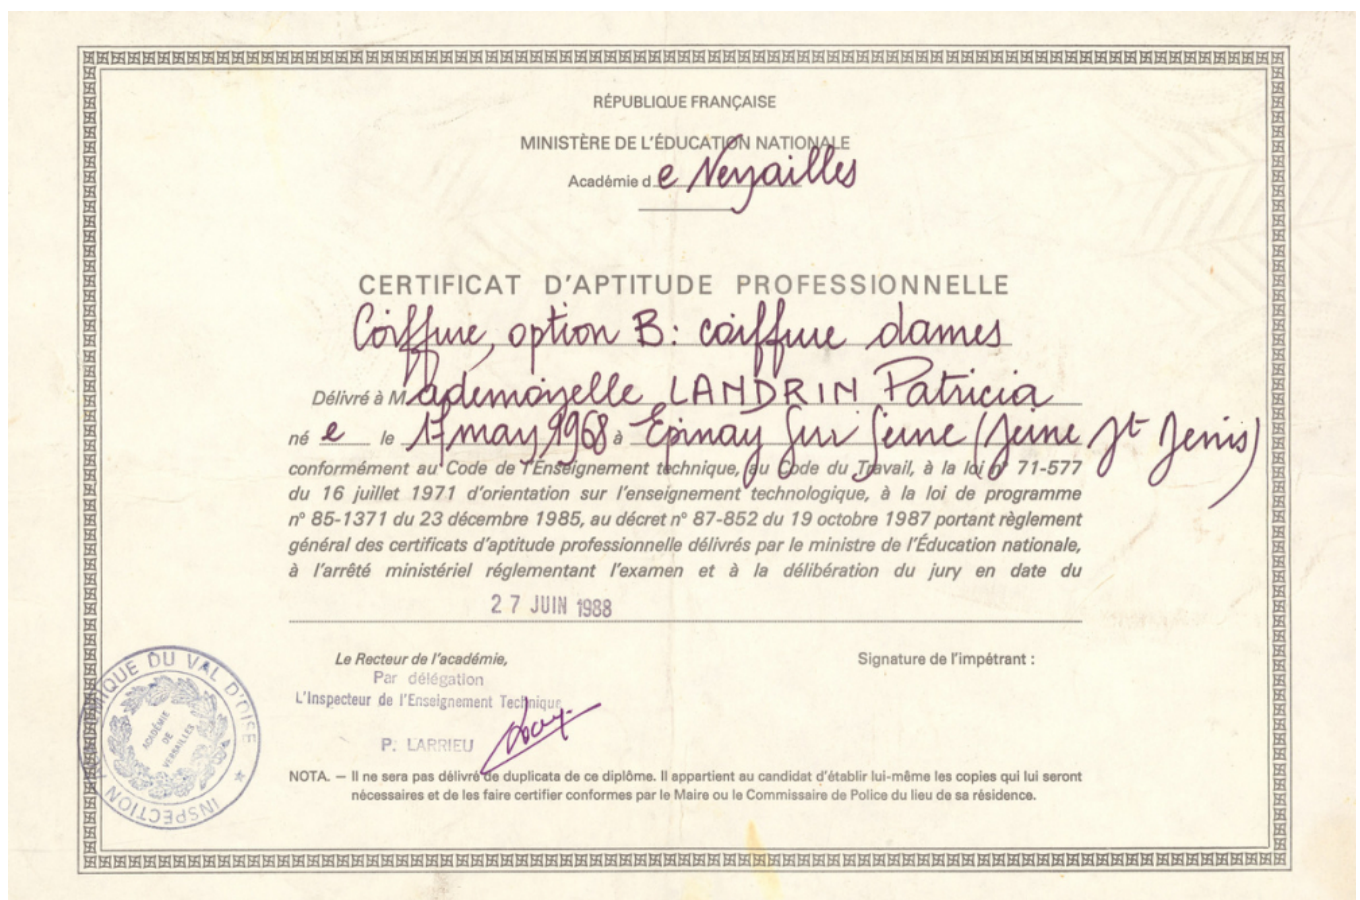 RÉPUBLIQUE FRANÇAISE
MINISTÈRE DE L'ÉDUCATION NATIONALE
Académie de Versailles
CERTIFICAT D'APTITUDE PROFESSIONNELLE
Coiffure, option B: coiffure dames
Délivré à Mademoiselle LANDRIN Patricia
née le 17 may 1968 à Epinay sur Seine (Seine St Denis)
conformément au Code de l'Enseignement technique, au Code du Travail, à la loi n° 71-577
du 16 juillet 1971 d'orientation sur l'enseignement technologique, à la loi de programme
n° 85-1371 du 23 décembre 1985, au décret n° 87-852 du 19 octobre 1987 portant règlement
général des certificats d'aptitude professionnelle délivrés par le ministre de l'Éducation nationale,
à l'arrêté ministériel réglementant l'examen et à la délibération du jury en date du
27 JUIN 1988
Le Recteur de l'académie,
Signature de l'impétrant :
Par délégation
L'Inspecteur de l'Enseignement Technique
P. LARRIEU
INSPECTION ACADÉMIQUE DU VAL D'OISE
ACADÉMIE
DE
VERSAILLES
NOTA. — Il ne sera pas délivré de duplicata de ce diplôme. Il appartient au candidat d'établir lui-même les copies qui lui seront
nécessaires et de les faire certifier conformes par le Maire ou le Commissaire de Police du lieu de sa résidence.